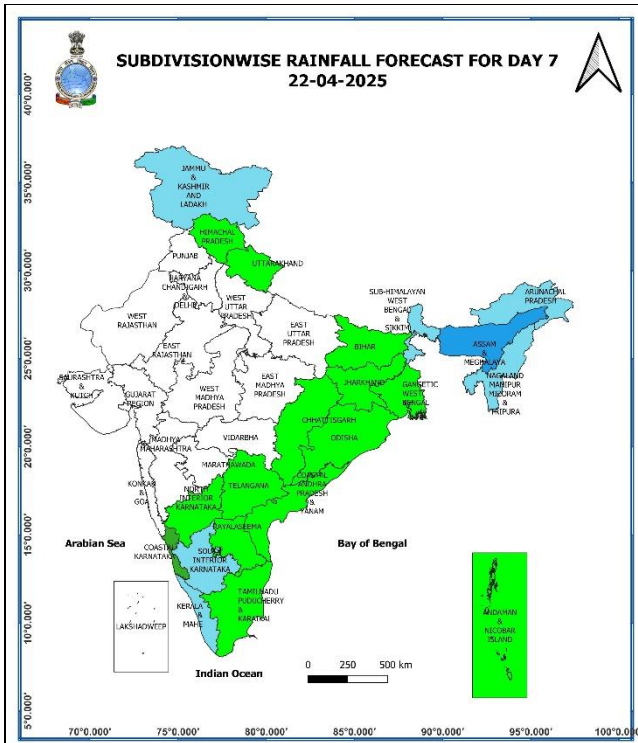 SUBDIVISIONWISE RAINFALL FORECAST FOR DAY 7
22-04-2025
40°0.000'
35°0.000'
30°0.000'
25°0.000'
20°0.000'
15°0.000'
10°0.000'
5°0.000'
JAMMU
&
KASHMIR
AND
LADAKH
HIMACHAL
PRADESH
PUNJAB
UTTARAKHAND
HARYANA
CHANDIGARH
&
DELHI
WEST
UTTAR
PRADESH
WEST
RAJASTHAN
EAST
RAJASTHAN
EAST
UTTAR
PRADESH
SUB-HIMALAYAN
WEST
BENGAL
&
SIKKIM
ARUNACHAL
PRADESH
ASSAM
&
MEGHALAYA
NAGALAND
MANIPUR
MIZORAM
&
TRIPURA
BIHAR
JHARKHAND
GANGETIC
WEST
BENGAL
SAURASHTRA
&
KUTCH
GUJARAT
REGION
WEST
MADHYA
PRADESH
EAST
MADHYA
PRADESH
CHHATTISGARH
ODISHA
MADHYA
MAHARASHTRA
VIDARBHA
MARATHAWADA
KONKAN
&
GOA
NORTH
INTERIOR
KARNATAKA
TELANGANA
COASTAL
ANDHRA
PRADESH
&
YANAM
RAYALASEEMA
Arabian Sea
COASTAL
KARNATAKA
SOUTH
INTERIOR
KARNATAKA
Bay of Bengal
LAKSHADWEEP
KERALA
&
MAHE
TAMILNADU
PUDUCHERRY
&
KARAIKAL
ANDAMAN
&
NICOBAR
ISLAND
Indian Ocean
0 250 500 km
70°0.000' 75°0.000' 80°0.000' 85°0.000' 90°0.000' 95°0.000' 100°0.000'